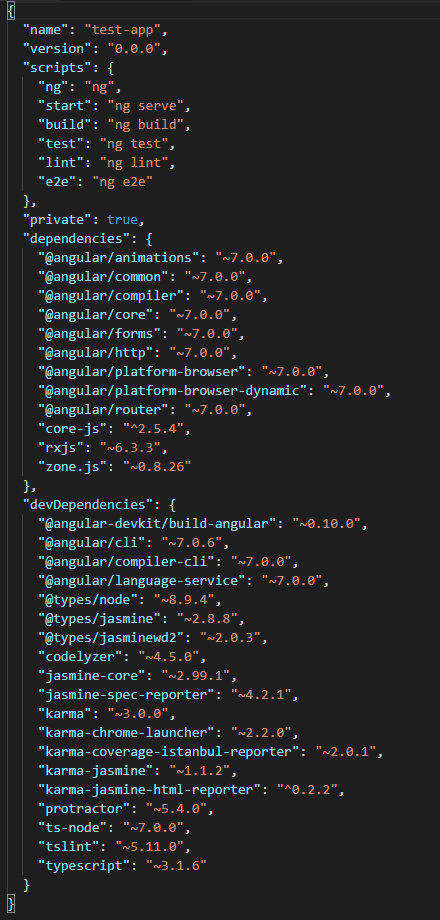 {
"name": "test-app",
"version": "0.0.0",
"scripts": {
"ng": "ng",
"start": "ng serve",
"build": "ng build",
"test": "ng test",
"lint": "ng lint",
"e2e": "ng e2e"
},
"private": true,
"dependencies": {
"@angular/animations": "~7.0.0",
"@angular/common": "~7.0.0",
"@angular/compiler": "~7.0.0",
"@angular/core": "~7.0.0",
"@angular/forms": "~7.0.0",
"@angular/http": "~7.0.0",
"@angular/platform-browser": "~7.0.0",
"@angular/platform-browser-dynamic": "~7.0.0",
"@angular/router": "~7.0.0",
"core-js": "^2.5.4",
"rxjs": "~6.3.3",
"zone.js": "~0.8.26"
},
"devDependencies": {
"@angular-devkit/build-angular": "~0.10.0",
"@angular/cli": "~7.0.6",
"@angular/compiler-cli": "~7.0.0",
"@angular/language-service": "~7.0.0",
"@types/node": "~8.9.4",
"@types/jasmine": "~2.8.8",
"@types/jasminewd2": "~2.0.3",
"codelyzer": "~4.5.0",
"jasmine-core": "~2.99.1",
"jasmine-spec-reporter": "~4.2.1",
"karma": "~3.0.0",
"karma-chrome-launcher": "~2.2.0",
"karma-coverage-istanbul-reporter": "~2.0.1",
"karma-jasmine": "~1.1.2",
"karma-jasmine-html-reporter": "^0.2.2",
"protractor": "~5.4.0",
"ts-node": "~7.0.0",
"tslint": "~5.11.0",
"typescript": "~3.1.6"
}
}